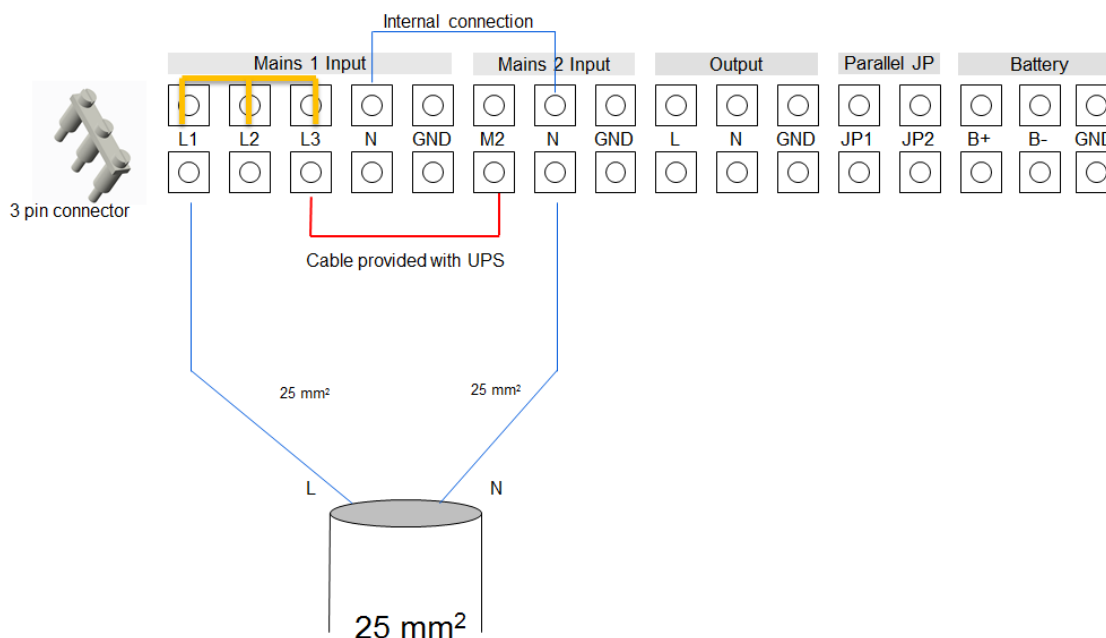 Internal connection
Mains 1 Input Mains 2 Input Output Parallel JP Battery
L1 L2 L3 N GND M2 N GND L N GND JP1 JP2 B+ B- GND
3 pin connector
Cable provided with UPS
25 mm² 25 mm²
L N
25 mm²